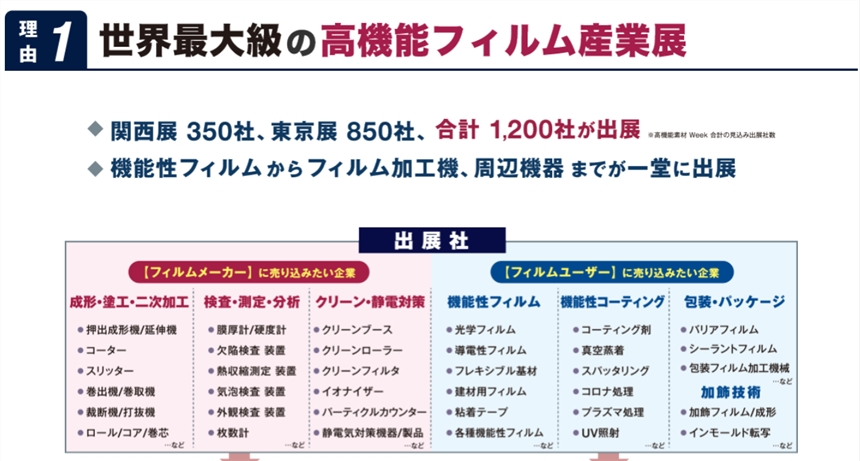 理由 1 世界最大級の高機能フィルム産業展
◆ 関西展 350社、東京展 850社、合計 1,200社が出展 ※高機能素材 Week 合計の見込み出展社数
◆ 機能性フィルムからフィルム加工機、周辺機器までが一堂に出展
出展社
【フィルムメーカー】に売り込みたい企業
成形・塗工・二次加工
●押出成形機/延伸機
●コーター
●スリッター
●巻出機/巻取機
●裁断機/打抜機
●ロール/コア/巻芯
…など
検査・測定・分析
●膜厚計/硬度計
●欠陥検査 装置
●熱収縮測定 装置
●気泡検査 装置
●外観検査 装置
●枚数計
…など
クリーン・静電対策
●クリーンブース
●クリーンローラー
●クリーンフィルタ
●イオナイザー
●パーティクルカウンター
●静電気対策機器/製品
…など
【フィルムユーザー】に売り込みたい企業
機能性フィルム
●光学フィルム
●導電性フィルム
●フレキシブル基材
●建材用フィルム
●粘着テープ
●各種機能性フィルム
…など
機能性コーティング
●コーティング剤
●真空蒸着
●スパッタリング
●コロナ処理
●プラズマ処理
●UV照射
…など
包装・パッケージ
●バリアフィルム
●シーラントフィルム
●包装フィルム加工機械
…など
加飾技術
●加飾フィルム/成形
●インモールド転写
…など